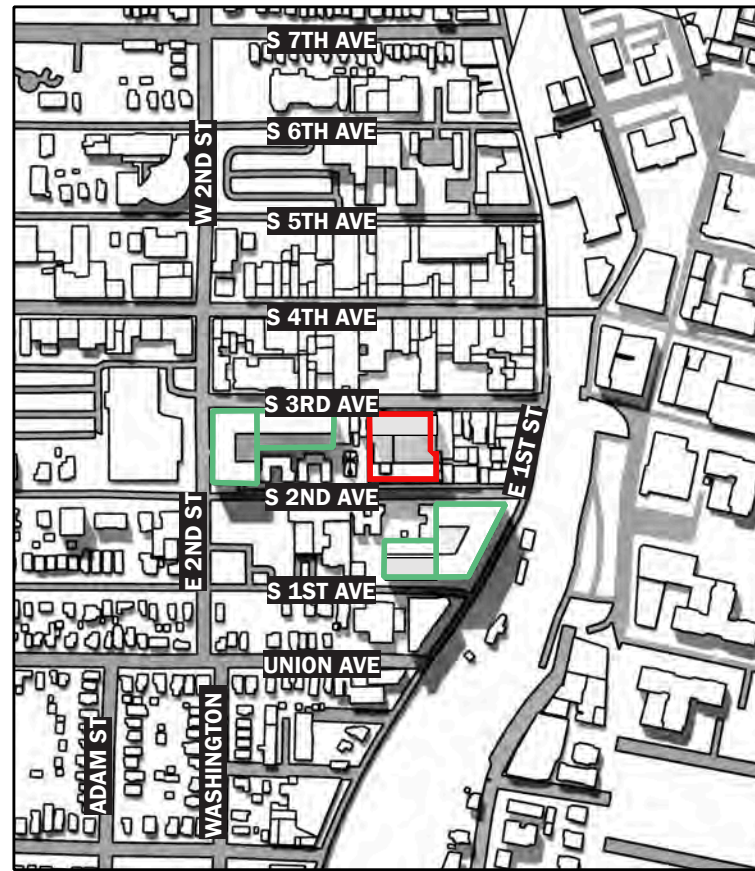 S 7TH AVE
S 6TH AVE
W 2ND ST
S 5TH AVE
S 4TH AVE
S 3RD AVE
E 1ST ST
S 2ND AVE
E 2ND ST
S 1ST AVE
UNION AVE
ADAM ST
WASHINGTON